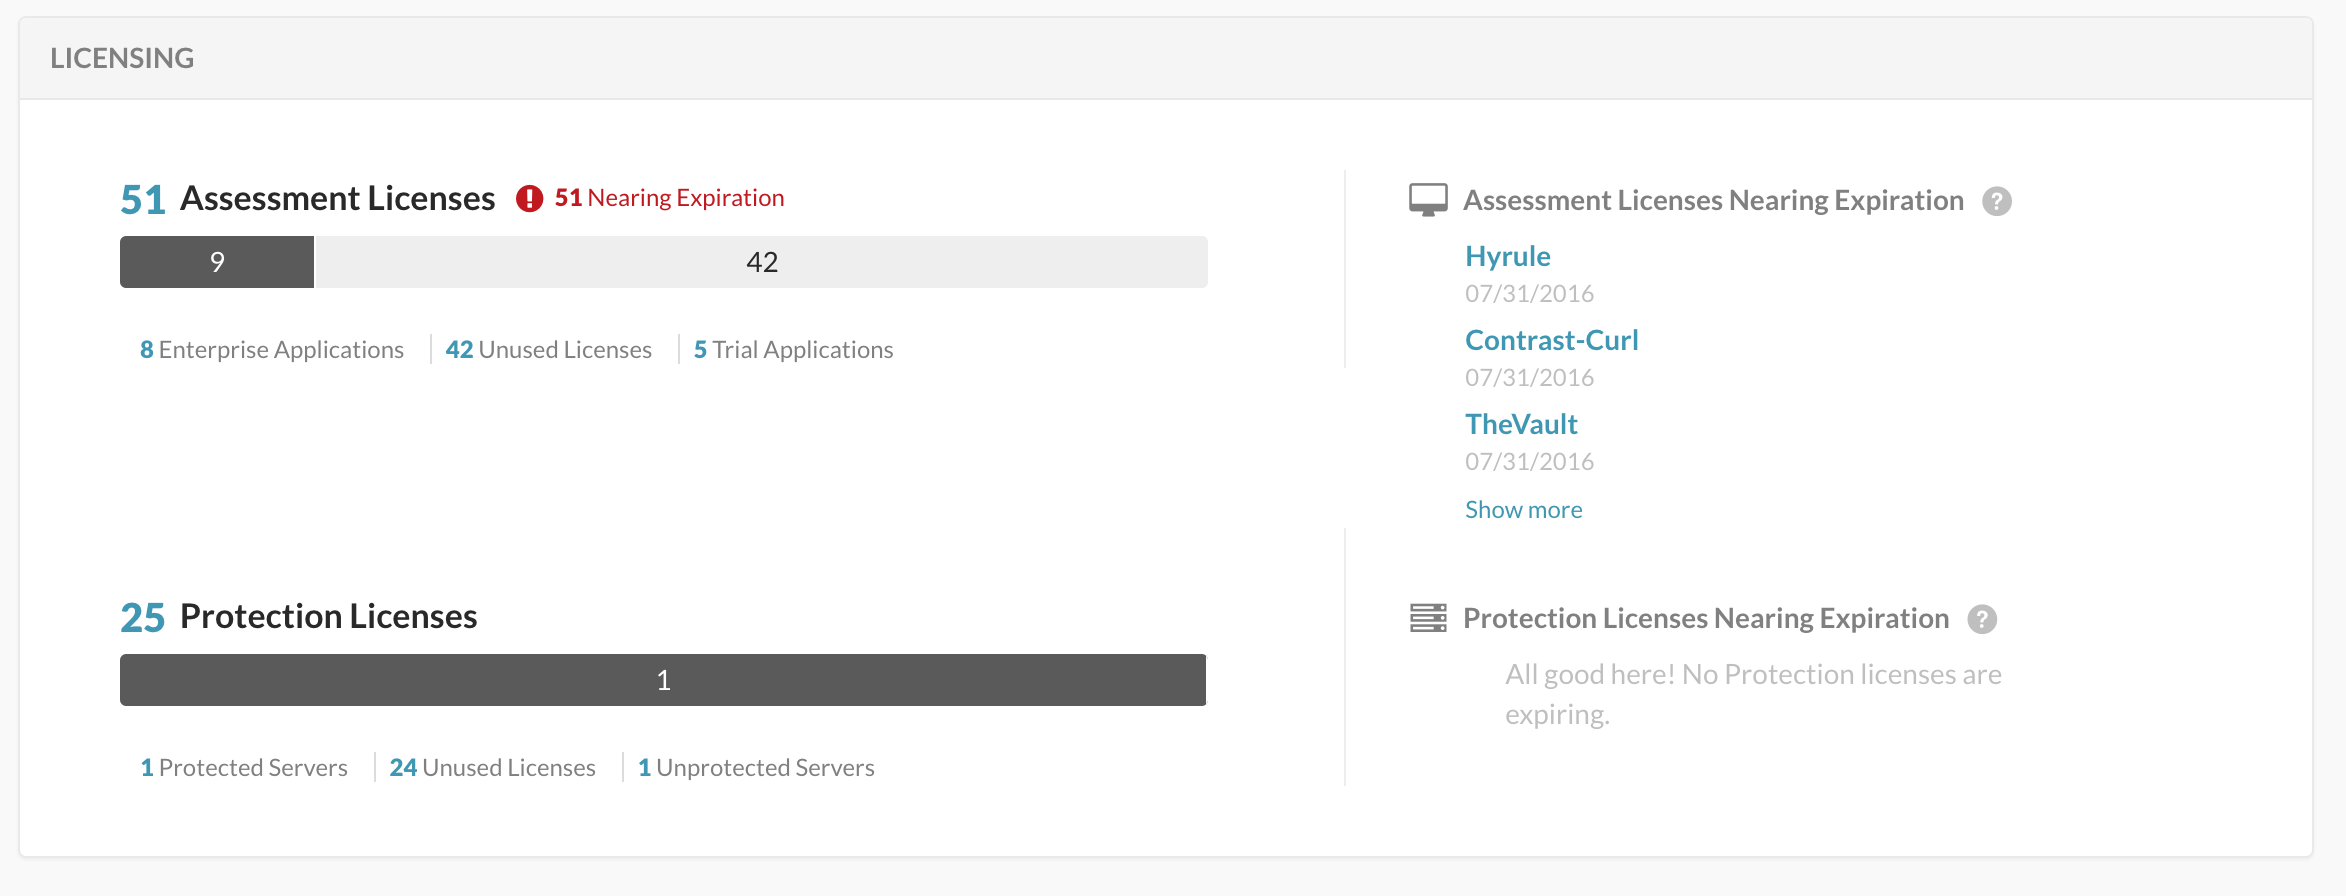 LICENSING
51 Assessment Licenses ! 51 Nearing Expiration
9 42
8 Enterprise Applications 42 Unused Licenses 5 Trial Applications
Assessment Licenses Nearing Expiration ?
Hyrule
07/31/2016
Contrast-Curl
07/31/2016
TheVault
07/31/2016
Show more
25 Protection Licenses
1
1 Protected Servers 24 Unused Licenses 1 Unprotected Servers
Protection Licenses Nearing Expiration ?
All good here! No Protection licenses are
expiring.